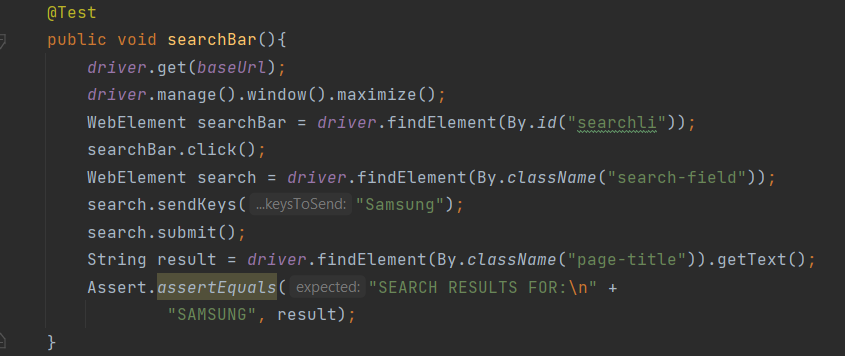 @Test
public void searchBar(){
driver.get(baseUrl);
driver.manage().window().maximize();
WebElement searchBar = driver.findElement(By.id("searchli"));
searchBar.click();
WebElement search = driver.findElement(By.className("search-field"));
search.sendKeys( ...keysToSend: "Samsung");
search.submit();
String result = driver.findElement(By.className("page-title")).getText();
Assert.assertEquals( expected: "SEARCH RESULTS FOR:\n" +
"SAMSUNG", result);
}